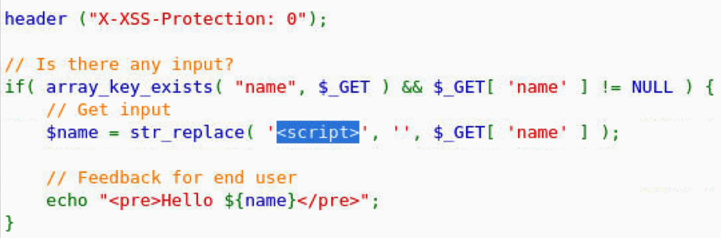 header ("X-XSS-Protection: 0");
// Is there any input?
if( array_key_exists( "name", $_GET ) && $_GET[ 'name' ] != NULL ) {
// Get input
$name = str_replace( '<script>', '', $_GET[ 'name' ] );
// Feedback for end user
echo "<pre>Hello ${name}</pre>";
}